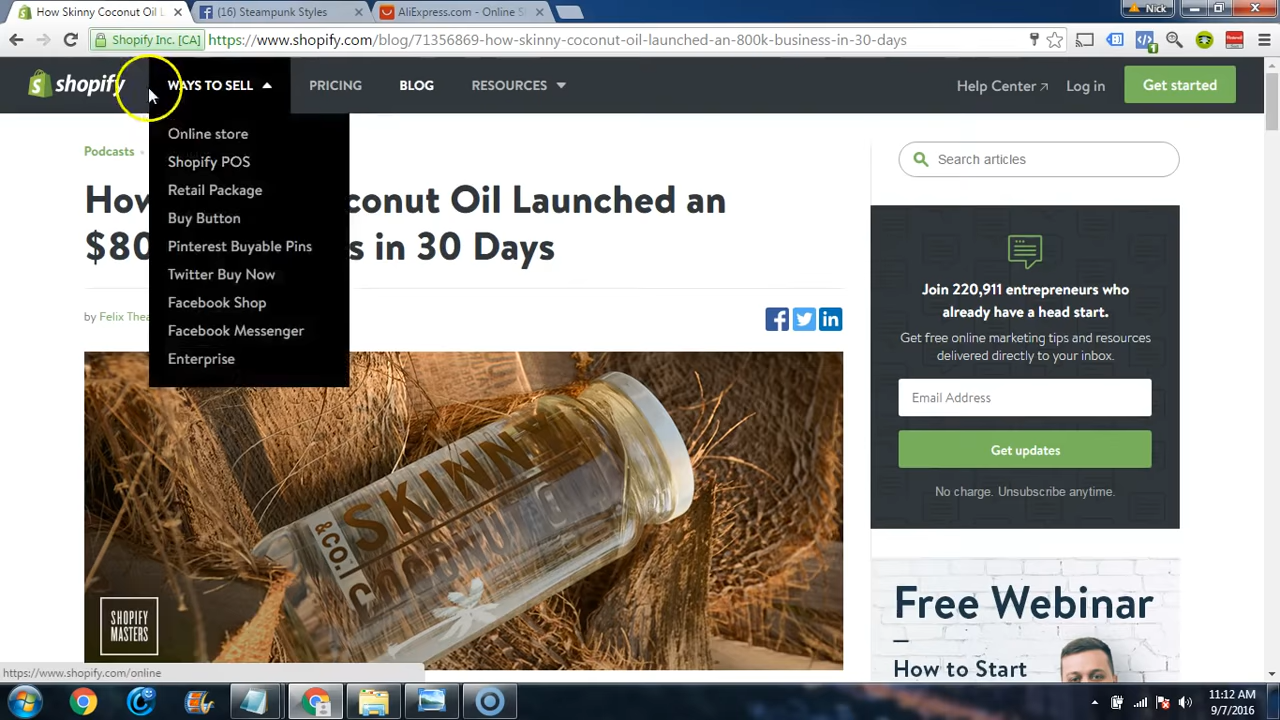 How Skinny Coconut Oil L
(16) Steampunk Styles
AliExpress.com - Online S
Nick
Shopify Inc. [CA]
https://www.shopify.com/blog/71356869-how-skinny-coconut-oil-launched-an-800k-business-in-30-days
shopify
WAYS TO SELL
PRICING
BLOG
RESOURCES
Help Center
Log in
Get started
Online store
Shopify POS
Retail Package
Buy Button
Pinterest Buyable Pins
Twitter Buy Now
Facebook Shop
Facebook Messenger
Enterprise
Podcasts
How conut Oil Launched an
$80 s in 30 Days
by Felix Thea
SKINNY
& CO.
COCONUT
SHOPIFY
MASTERS
Search articles
Join 220,911 entrepreneurs who
already have a head start.
Get free online marketing tips and resources
delivered directly to your inbox.
Email Address
Get updates
No charge. Unsubscribe anytime.
Free Webinar
How to Start
https://www.shopify.com/online
11:12 AM
9/7/2016